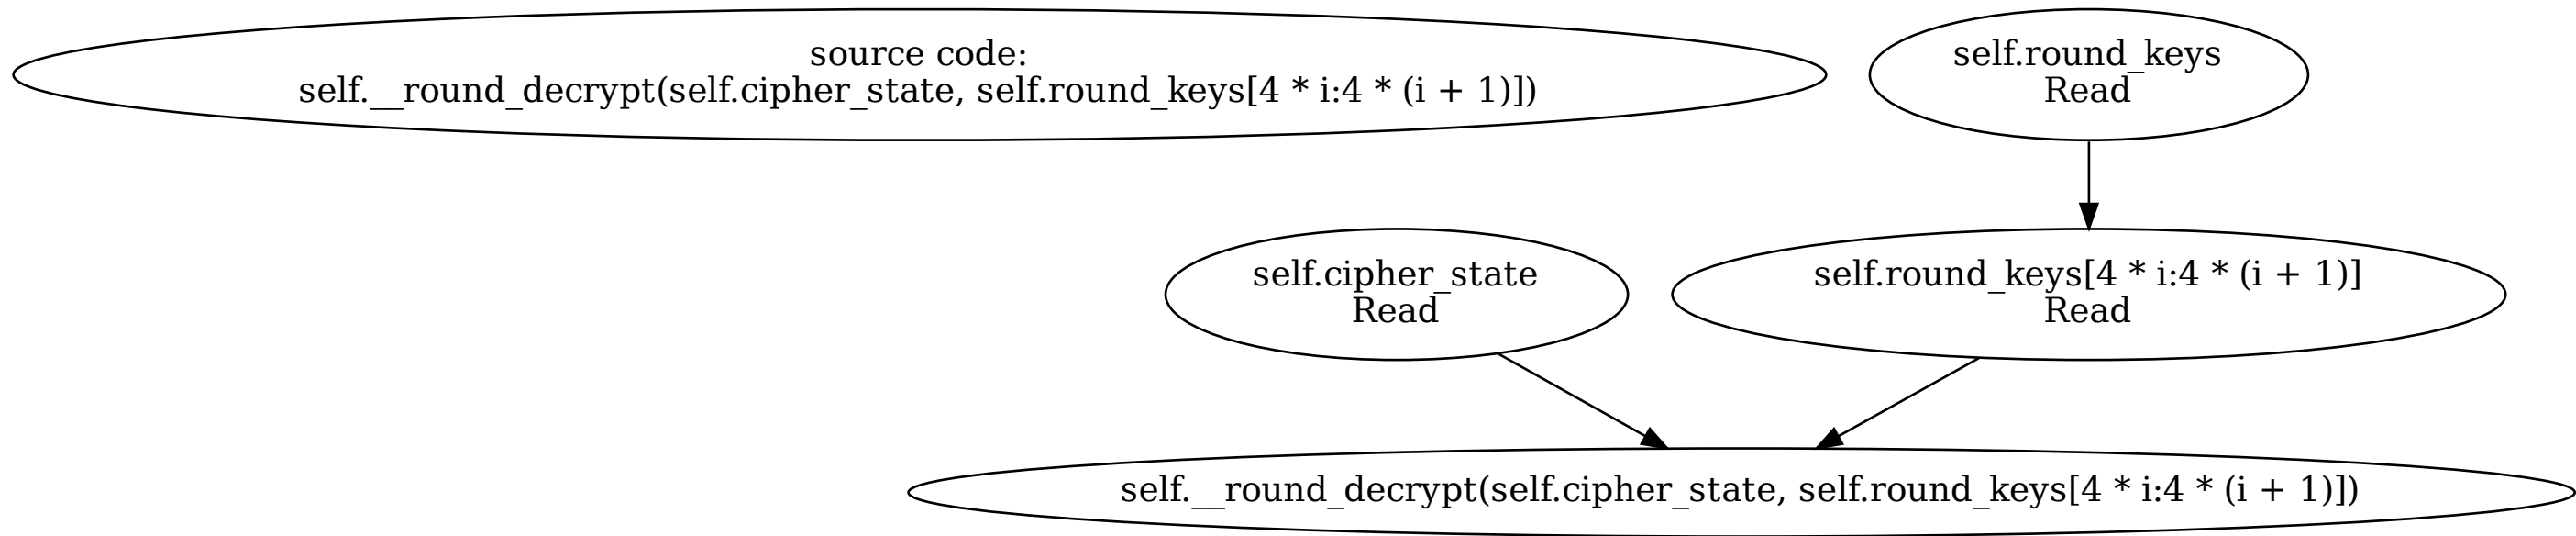 source code:
self.__round_decrypt(self.cipher_state, self.round_keys[4 * i:4 * (i + 1)])
self.round_keys
Read
self.cipher_state
Read
self.round_keys[4 * i:4 * (i + 1)]
Read
self.__round_decrypt(self.cipher_state, self.round_keys[4 * i:4 * (i + 1)])